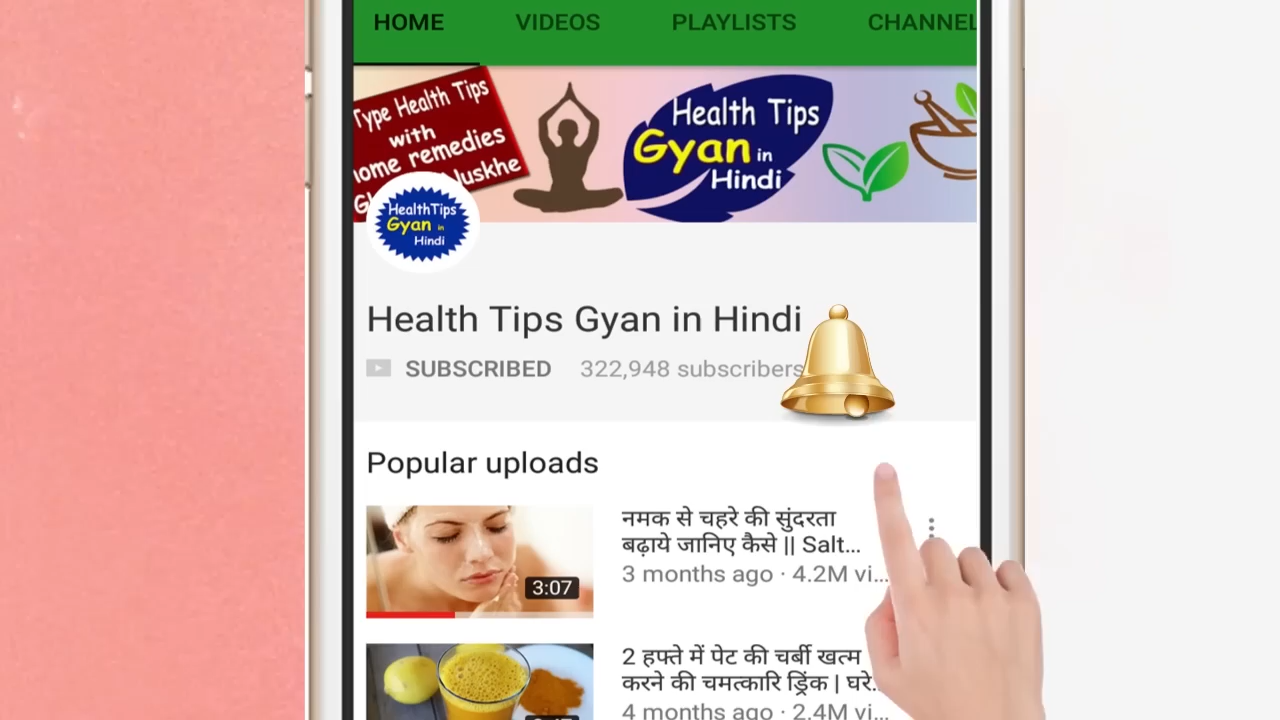 HOME VIDEOS PLAYLISTS CHANNEL
Type Health Tips
with
home remedies
Nuskhe
Health Tips
Gyan in
Hindi
HealthTips
Gyan in
Hindi
Health Tips Gyan in Hindi
SUBSCRIBED 322,948 subscribers
Popular uploads
नमक से चहरे की सुंदरता
बढ़ाये जानिए कैसे || Salt...
3 months ago · 4.2M vi...
3:07
2 हफ्ते में पेट की चर्बी खत्म
करने की चमत्कारि ड्रिंक | घरे...
4 months ago · 2.4M vi...